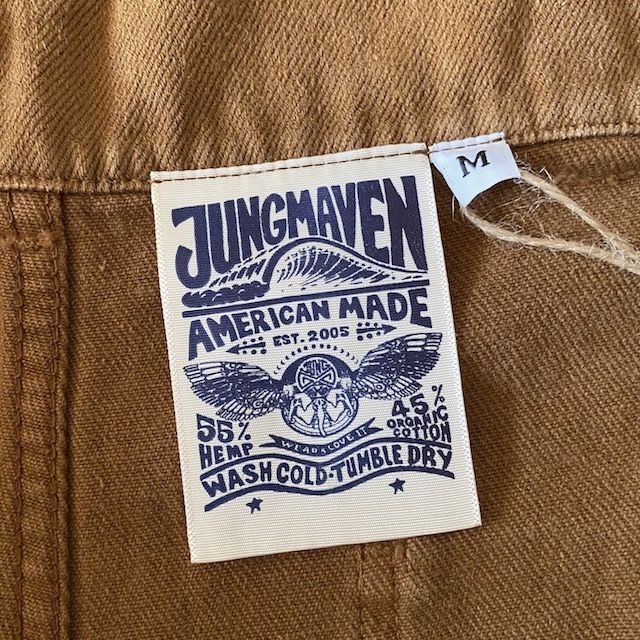 JUNGMAVEN
M
AMERICAN MADE
EST. 2005
55%
HEMP
45%
ORGANIC
COTTON
WEAR & LOVE IT
WASH COLD·TUMBLE DRY